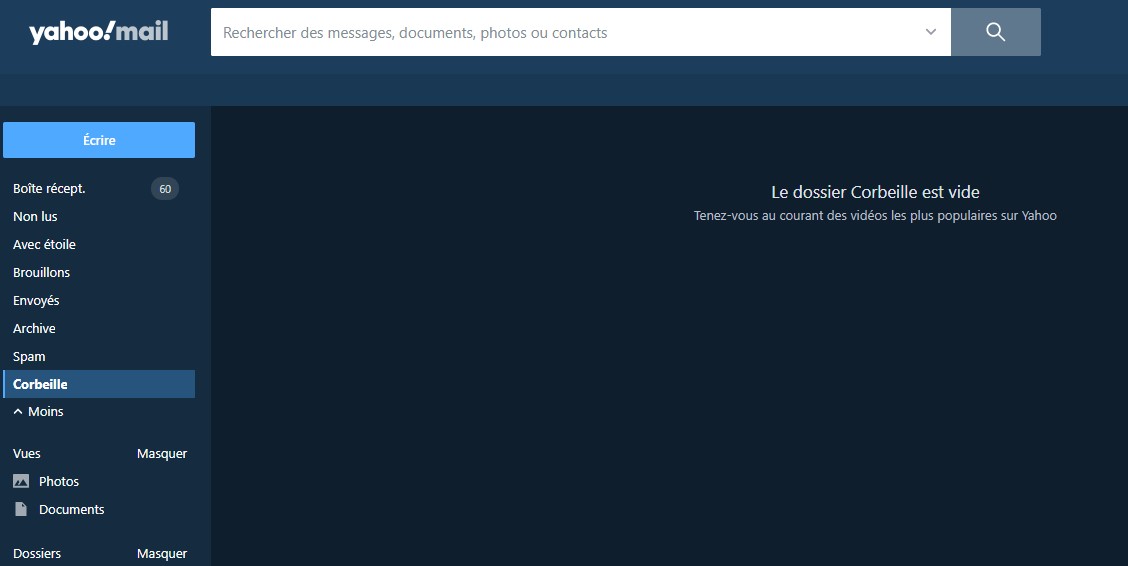 yahoo!mail
Rechercher des messages, documents, photos ou contacts
Écrire
Boîte récept. 60
Non lus
Avec étoile
Brouillons
Envoyés
Archive
Spam
Corbeille
Moins
Vues Masquer
Photos
Documents
Dossiers Masquer
Le dossier Corbeille est vide
Tenez-vous au courant des vidéos les plus populaires sur Yahoo